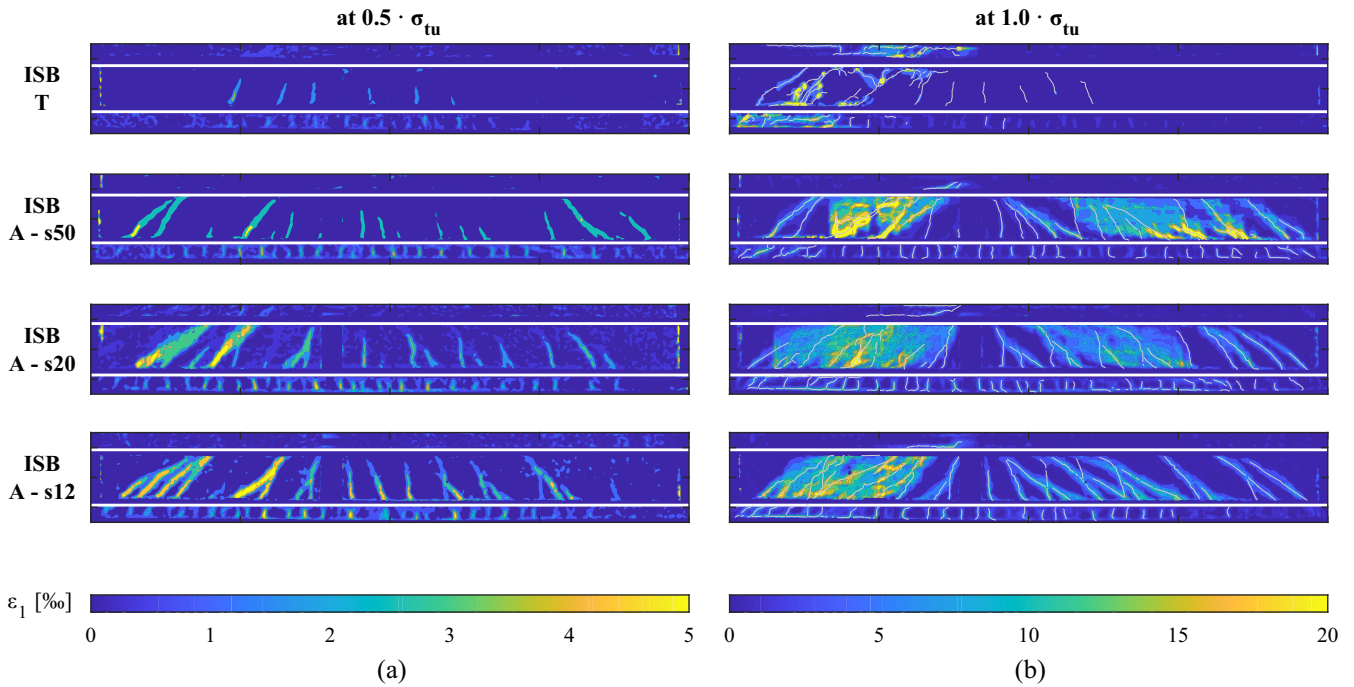 at 0.5 · σtu
at 1.0 · σtu
ISB
T
ISB
A - s50
ISB
A - s20
ISB
A - s12
ε1 [‰]
0 1 2 3 4 5
0 5 10 15 20
(a)
(b)